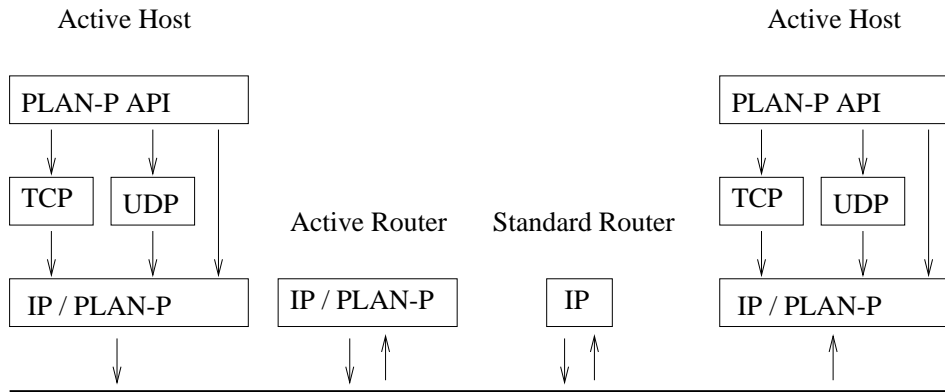 Active Host
Active Host
PLAN-P API
PLAN-P API
TCP
UDP
TCP
UDP
Active Router
Standard Router
IP / PLAN-P
IP / PLAN-P
IP
IP / PLAN-P